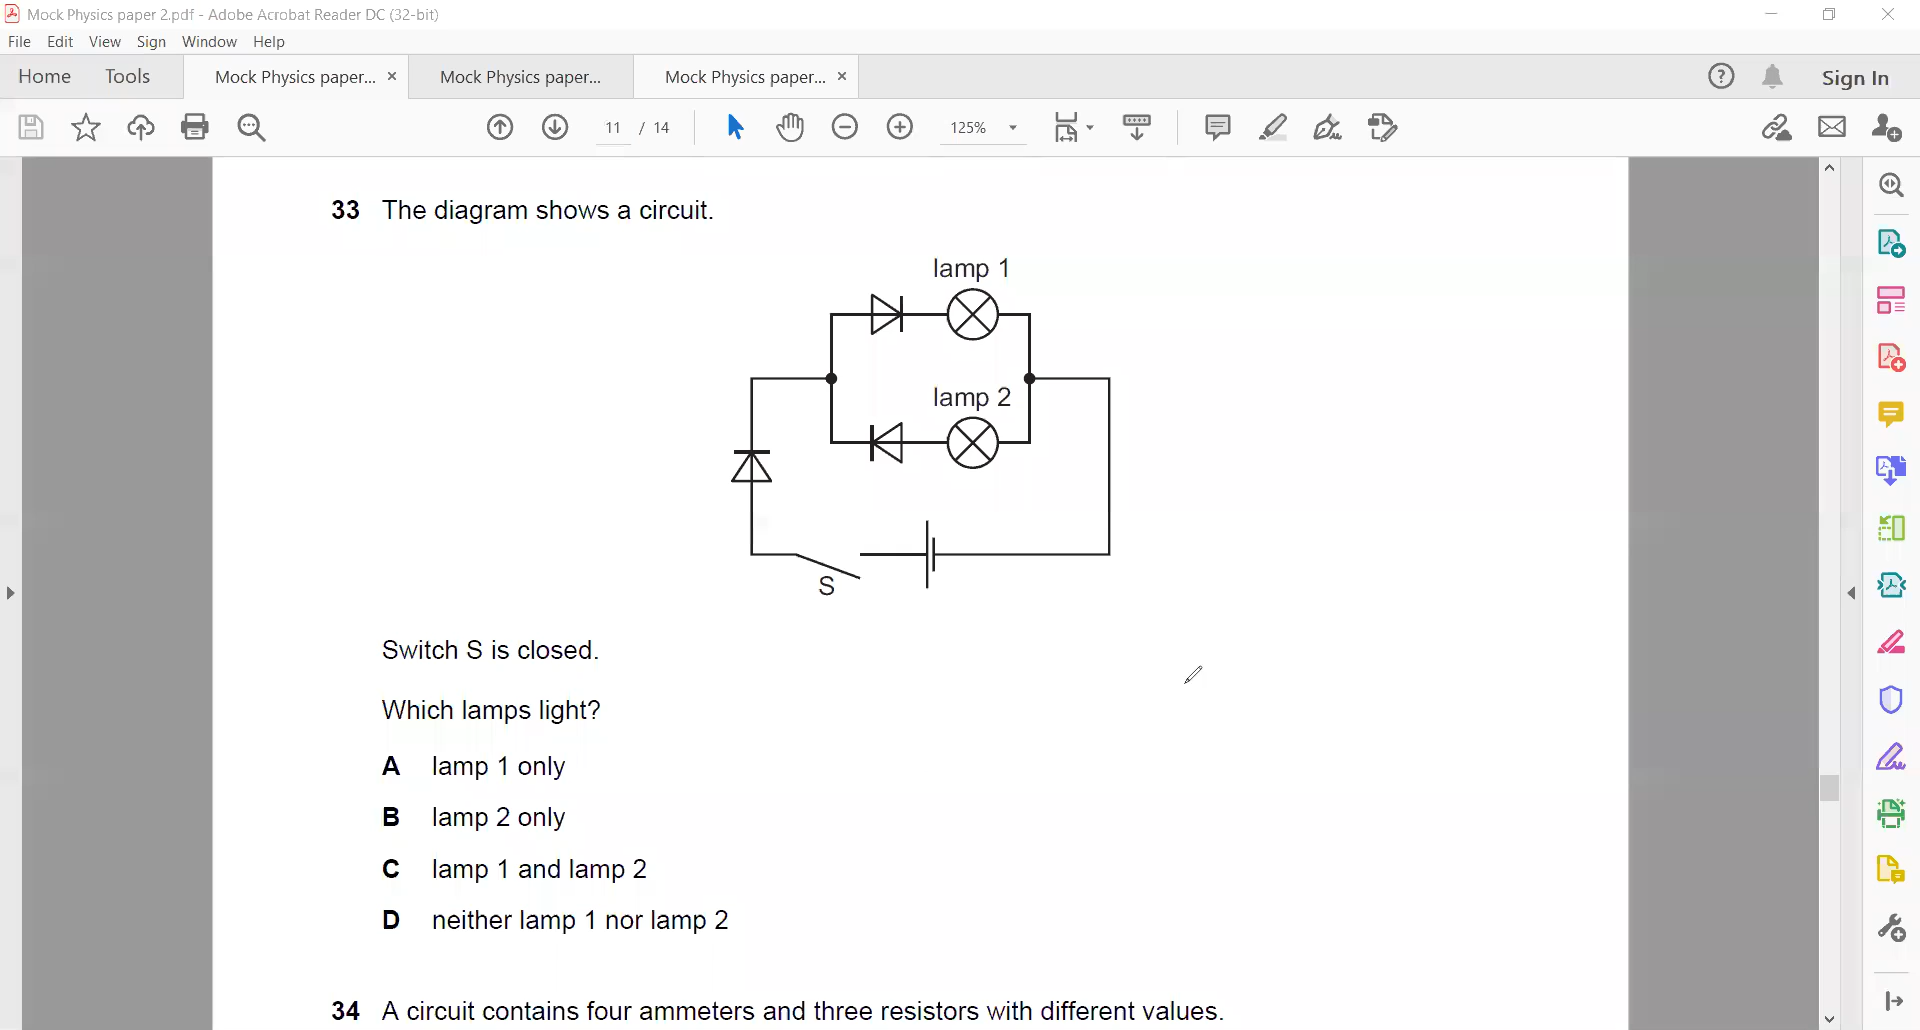 Mock Physics paper 2.pdf - Adobe Acrobat Reader DC (32-bit)
File Edit View Sign Window Help
Home Tools Mock Physics paper... × Mock Physics paper... Mock Physics paper... × Sign In
11 / 14 125%
33 The diagram shows a circuit.
lamp 1
lamp 2
S
Switch S is closed.
Which lamps light?
A lamp 1 only
B lamp 2 only
C lamp 1 and lamp 2
D neither lamp 1 nor lamp 2
34 A circuit contains four ammeters and three resistors with different values.